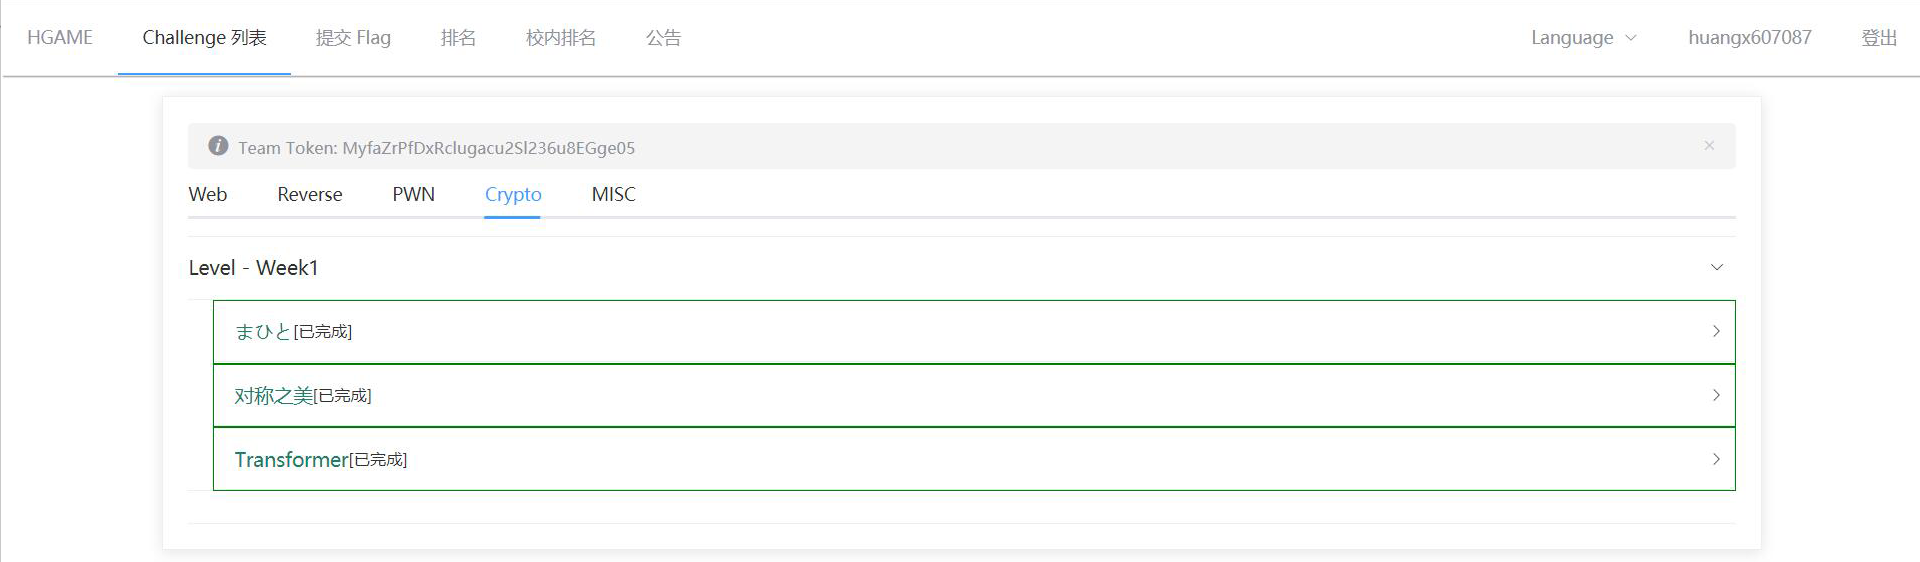 HGAME Challenge 列表 提交 Flag 排名 校内排名 公告 Language huangx607087 登出
Team Token: MyfaZrPfDxRclugacu2Sl236u8EGge05
Web Reverse PWN Crypto MISC
Level - Week1
まひと[已完成]
对称之美[已完成]
Transformer[已完成]